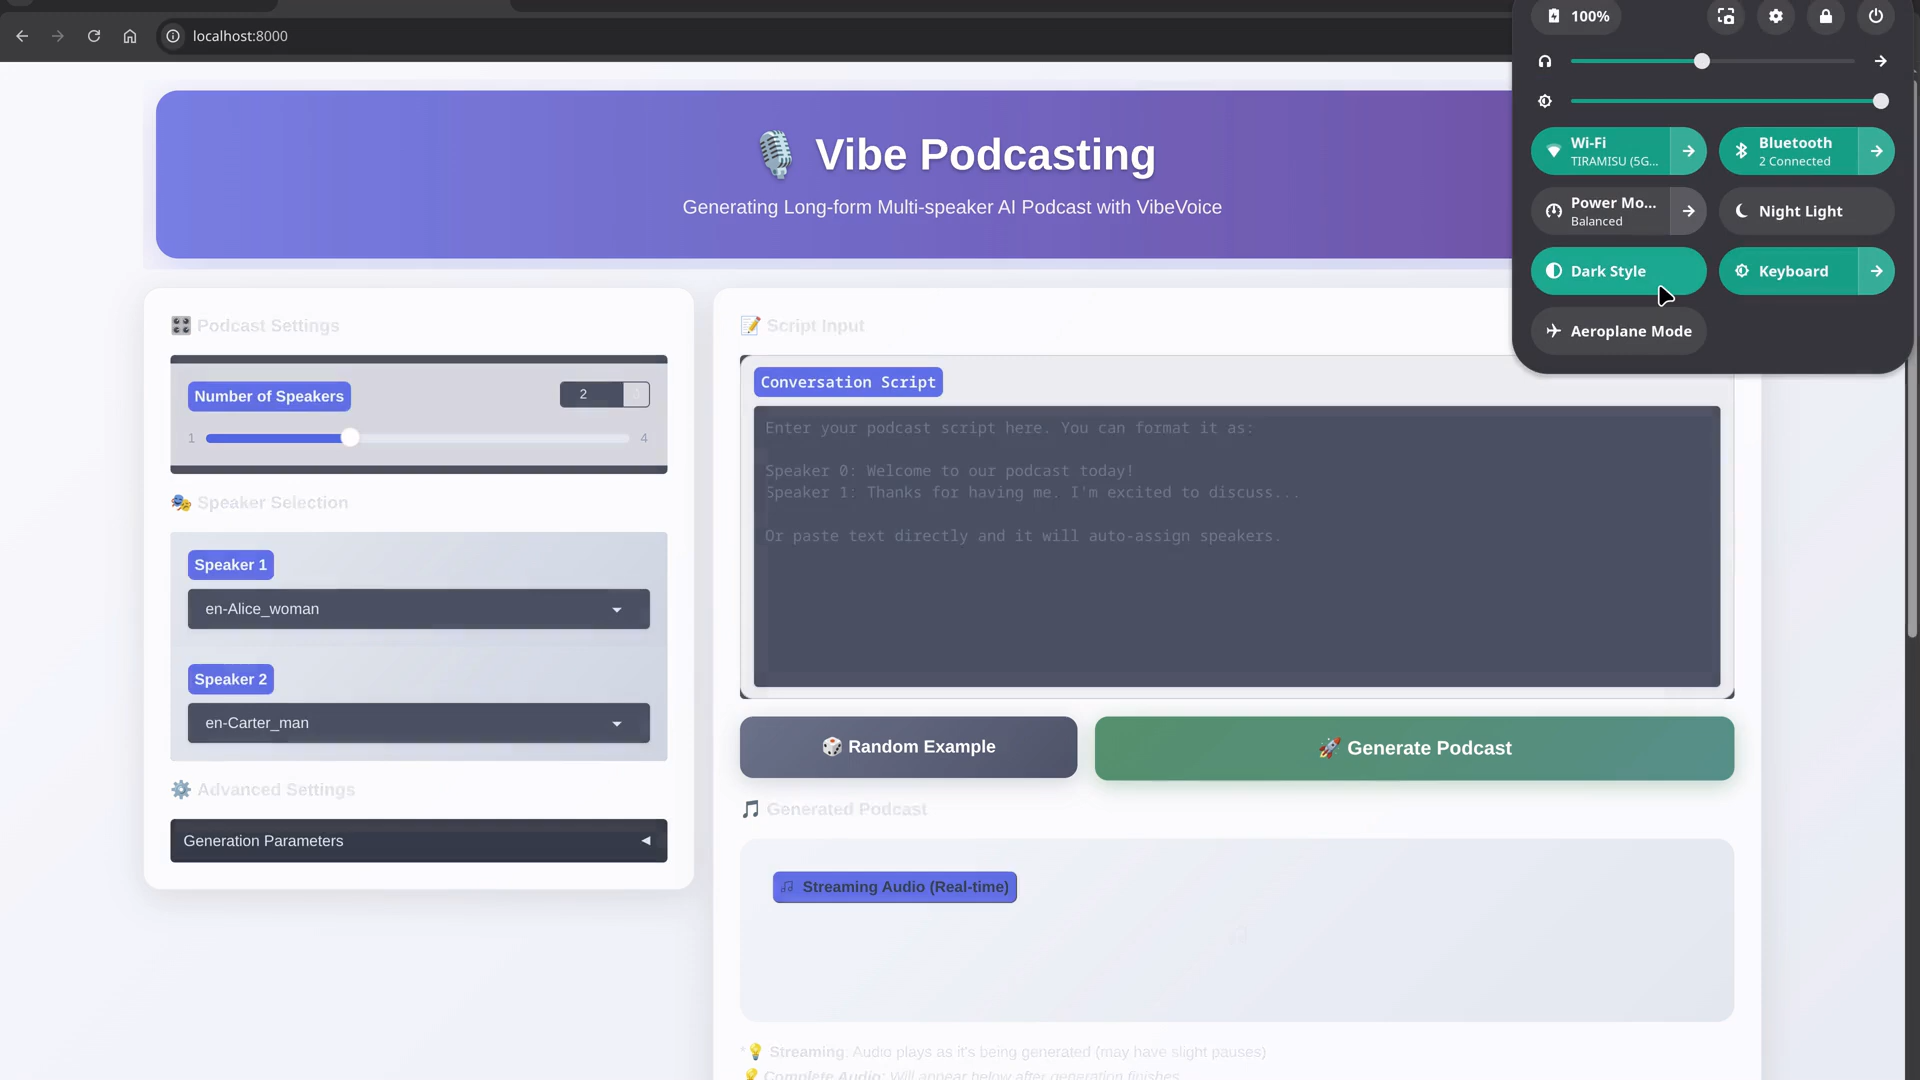 localhost:8000
100%
Wi-Fi
TIRAMISU (5G...
Bluetooth
2 Connected
Power Mo...
Balanced
Night Light
Dark Style
Keyboard
Aeroplane Mode
Vibe Podcasting
Generating Long-form Multi-speaker AI Podcast with VibeVoice
Podcast Settings
Number of Speakers
2
1
4
Speaker Selection
Speaker 1
en-Alice_woman
Speaker 2
en-Carter_man
Advanced Settings
Generation Parameters
Script Input
Conversation Script
Enter your podcast script here. You can format it as:
Speaker 0: Welcome to our podcast today!
Speaker 1: Thanks for having me. I'm excited to discuss...
Or paste text directly and it will auto-assign speakers.
Random Example
Generate Podcast
Generated Podcast
Streaming Audio (Real-time)
*💡 Streaming: Audio plays as it's being generated (may have slight pauses)
💡 Complete Audio: Will appear below after generation finishes